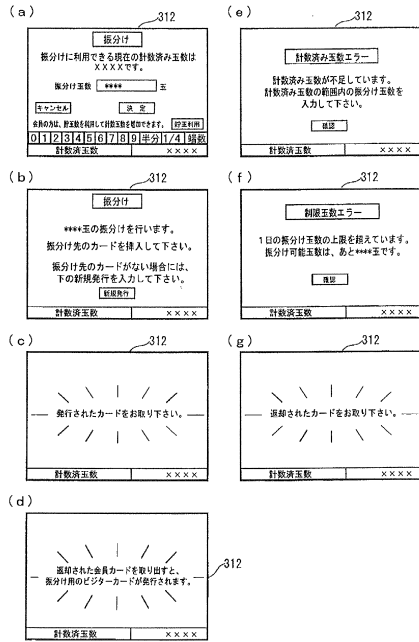 (a)
312
振分け
振分けに利用できる現在の計数済み玉数は
XXXXです。
振分け玉数 **** 玉
キャンセル 決定
会員の方は、貯玉数を利用して計数玉数を増加できます。 貯玉利用
0 1 2 3 4 5 6 7 8 9 半分 1/4 端数
計数済玉数 ××××
(b)
312
振分け
****玉の振分けを行います。
振分け先のカードを挿入して下さい。
振分け先のカードがない場合には、
下の新規発行を入力して下さい。
新規発行
計数済玉数 ××××
(c)
312
発行されたカードをお取り下さい。
計数済玉数 ××××
(d)
312
返却された会員カードを取り出すと、
振分け用のビジターカードが発行されます。
計数済玉数 ××××
(e)
312
計数済み玉数エラー
計数済み玉数が不足しています。
計数済み玉数の範囲内の振分け玉数を
入力して下さい。
確認
計数済玉数 ××××
(f)
312
制限玉数エラー
1日の振分け玉数の上限を超えています。
振分け可能玉数は、あと****玉です。
確認
計数済玉数 ××××
(g)
312
返却されたカードをお取り下さい。
計数済玉数 ××××